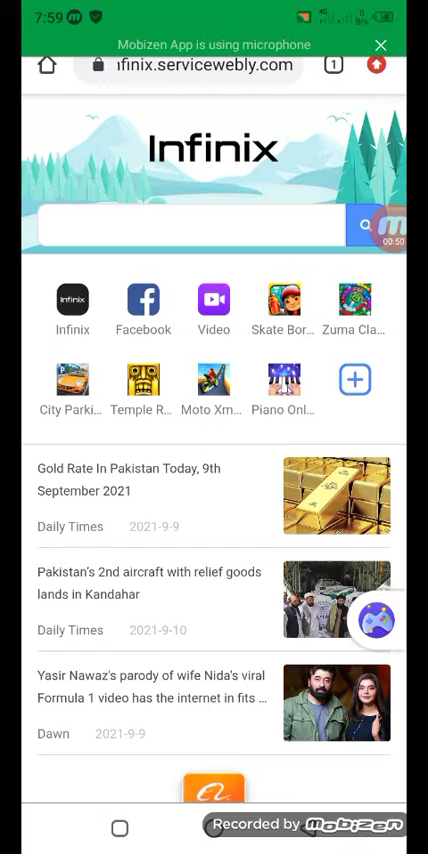 7:59
4G
0
B/s
Mobizen App is using microphone
ıfinix.servicewebly.com
1
Infinix
00:50
Infinix
Infinix
Facebook
Video
Skate Bor...
Zuma Cla...
City Parki...
Temple R...
Moto Xm...
Piano Onl...
Gold Rate In Pakistan Today, 9th
September 2021
Daily Times 2021-9-9
Pakistan's 2nd aircraft with relief goods
lands in Kandahar
Daily Times 2021-9-10
Yasir Nawaz's parody of wife Nida's viral
Formula 1 video has the internet in fits ...
Dawn 2021-9-9
Recorded by mobizen